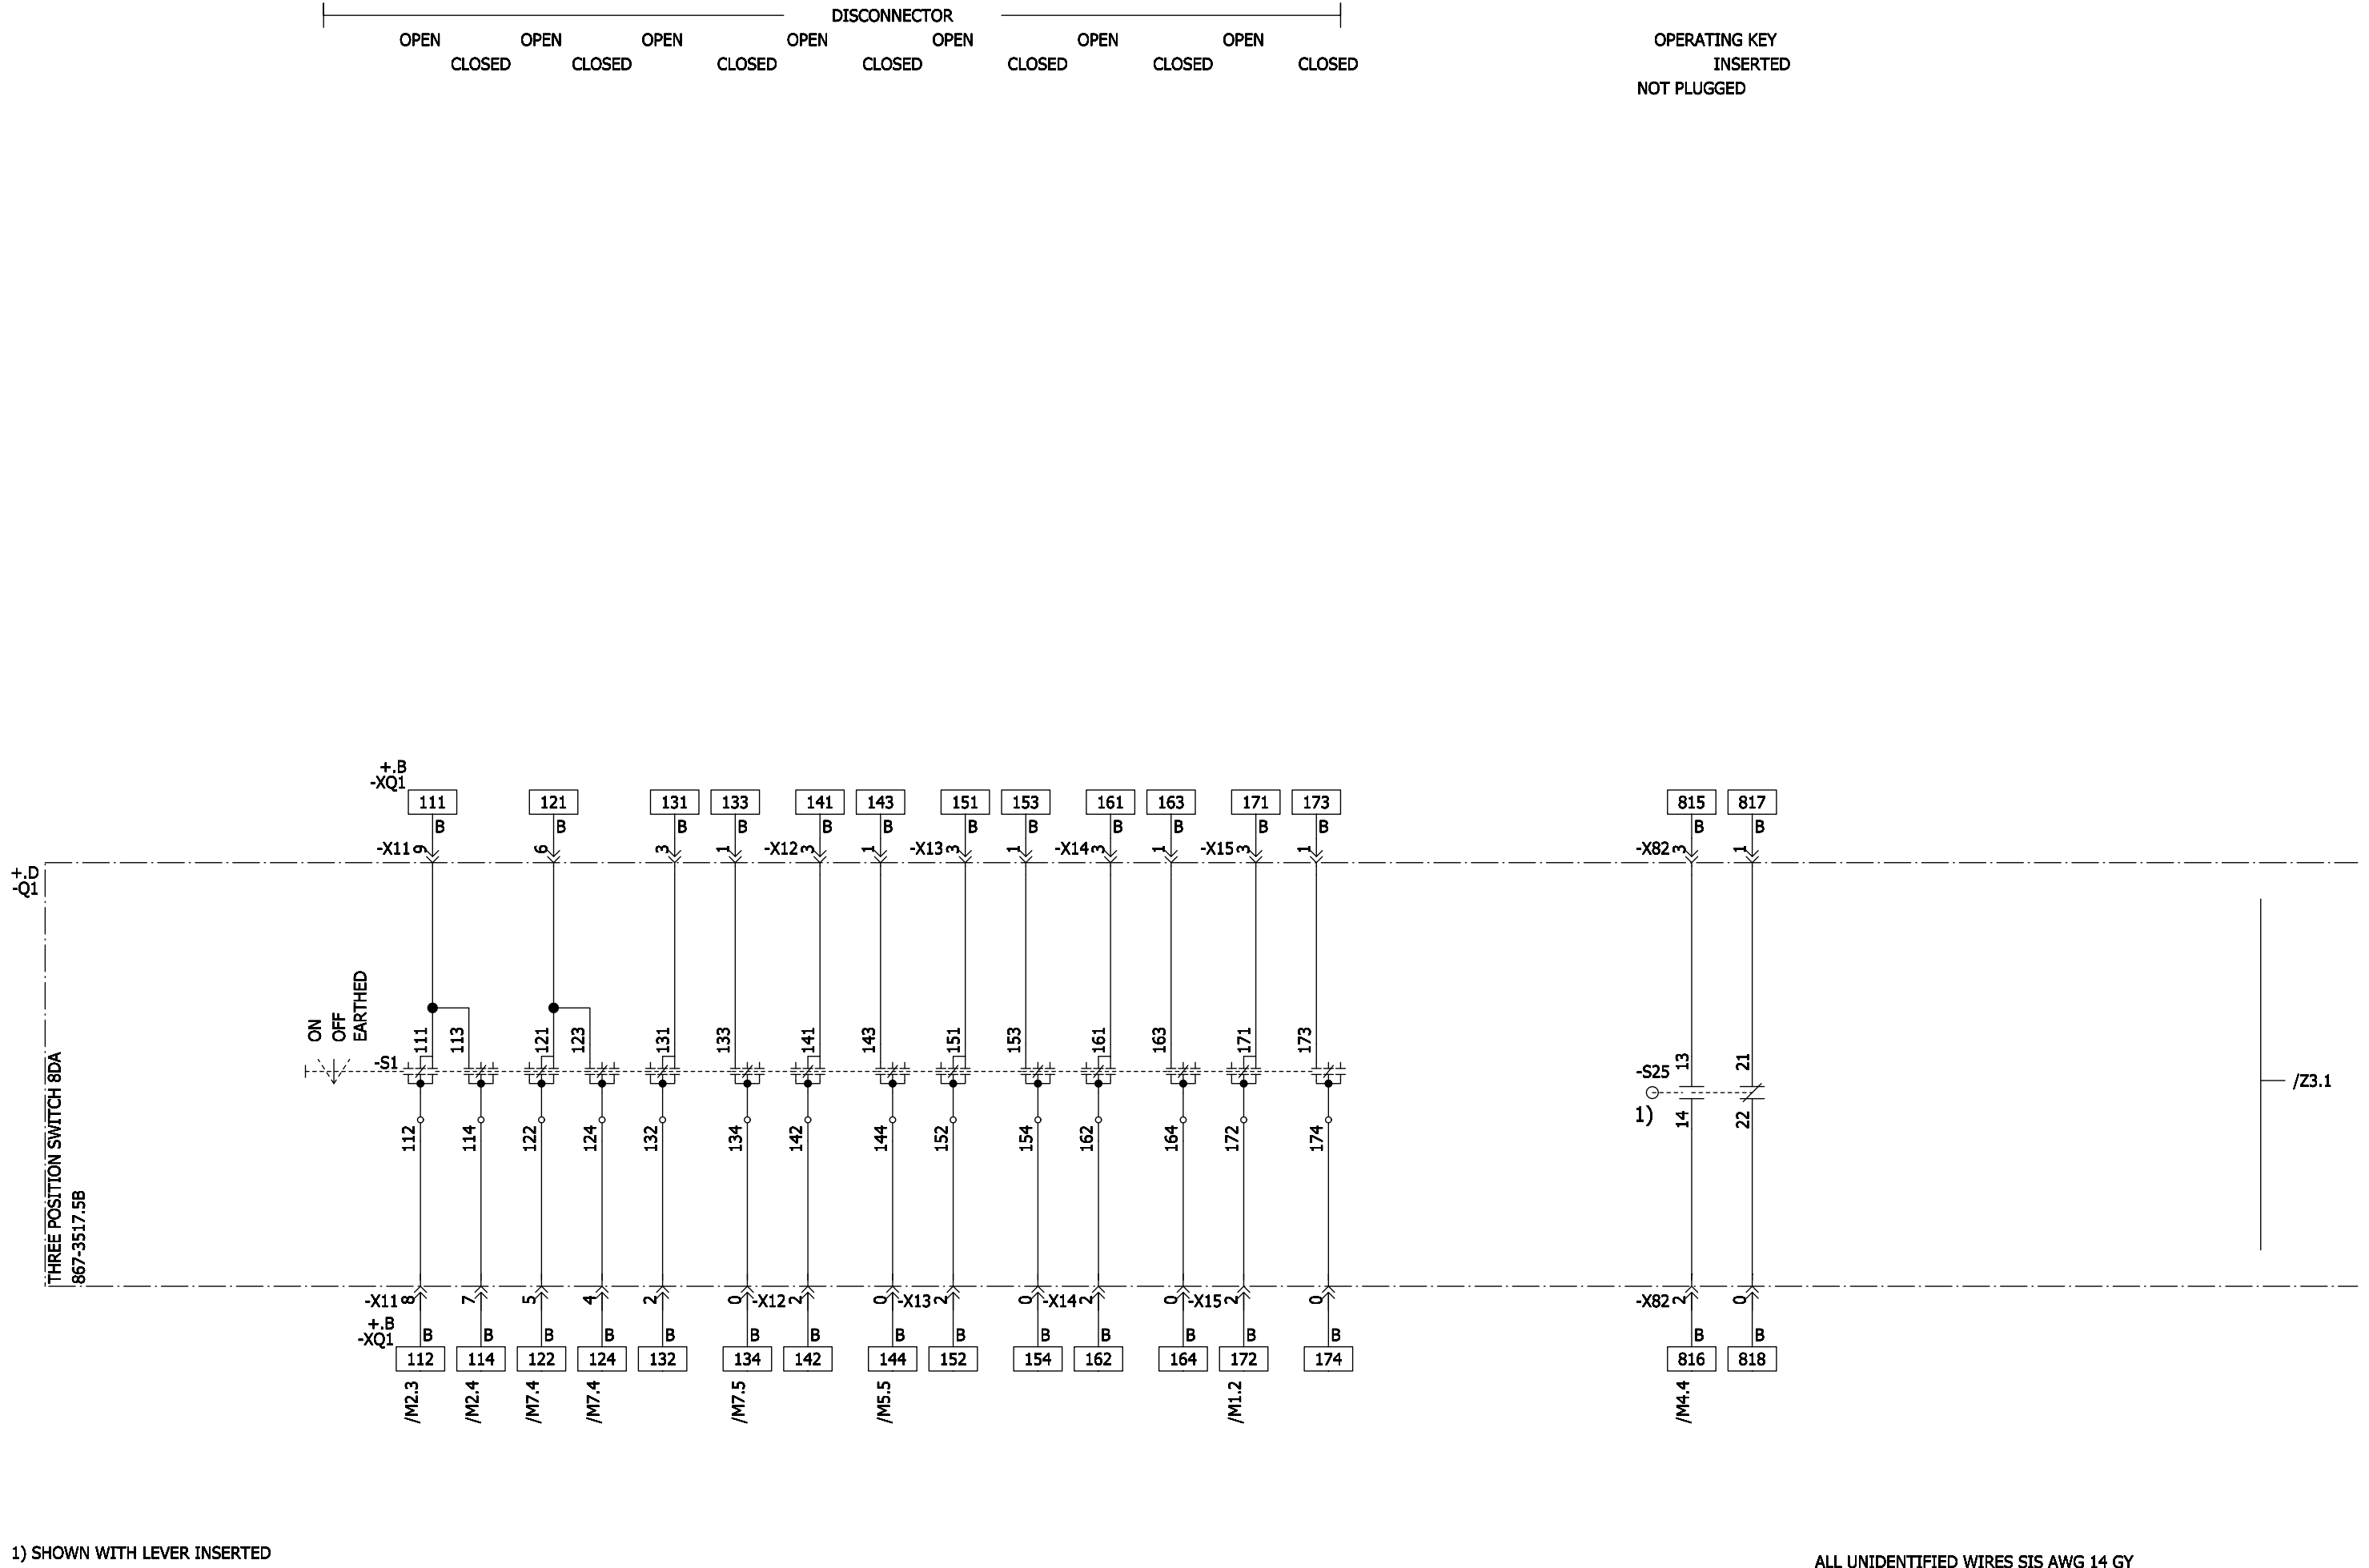 DISCONNECTOR
OPEN OPEN OPEN OPEN OPEN OPEN OPEN OPERATING KEY
CLOSED CLOSED CLOSED CLOSED CLOSED CLOSED CLOSED INSERTED
NOT PLUGGED
+.B
-XQ1
111 121 131 133 141 143 151 153 161 163 171 173 815 817
B B B B B B B B B B B B B B
-X11 9 6 3 1 -X12 3 1 -X13 3 1 -X14 3 1 -X15 3 1 -X82 3 1
+.D
-Q1
ON
OFF
EARTHED
111 113 121 123 131 133 141 143 151 153 161 163 171 173 13 21
-S1
-S25
1)
/Z3.1
112 114 122 124 132 134 142 144 152 154 162 164 172 174 14 22
THREE POSITION SWITCH 8DA
867-3517.5B
-X11 8 7 5 4 2 0 -X12 2 0 -X13 2 0 -X14 2 0 -X15 2 0 -X82 2 0
+.B
-XQ1
B B B B B B B B B B B B B B B B
112 114 122 124 132 134 142 144 152 154 162 164 172 174 816 818
/M2.3 /M2.4 /M7.4 /M7.4 /M7.5 /M5.5 /M1.2 /M4.4
1) SHOWN WITH LEVER INSERTED
ALL UNIDENTIFIED WIRES SIS AWG 14 GY